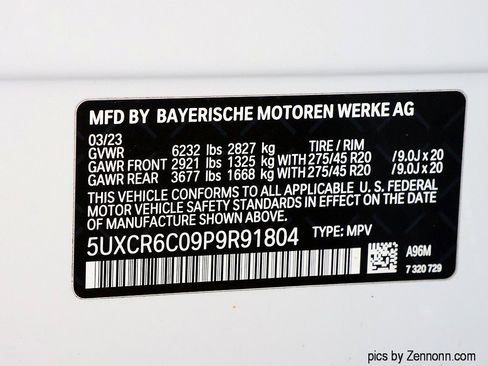 MFD BY BAYERISCHE MOTOREN WERKE AG
03/23
GVWR 6232 lbs 2827 kg TIRE / RIM
GAWR FRONT 2921 lbs 1325 kg WITH 275/45 R20 /9.0J x 20
GAWR REAR 3677 lbs 1668 kg WITH 275/45 R20 /9.0J x 20
THIS VEHICLE CONFORMS TO ALL APPLICABLE U. S. FEDERAL
MOTOR VEHICLE SAFETY STANDARDS IN EFFECT ON THE DATE
OF MANUFACTURE SHOWN ABOVE.
5UXCR6C09P9R91804 TYPE: MPV
A96M
7 320 729
pics by Zennonn.com